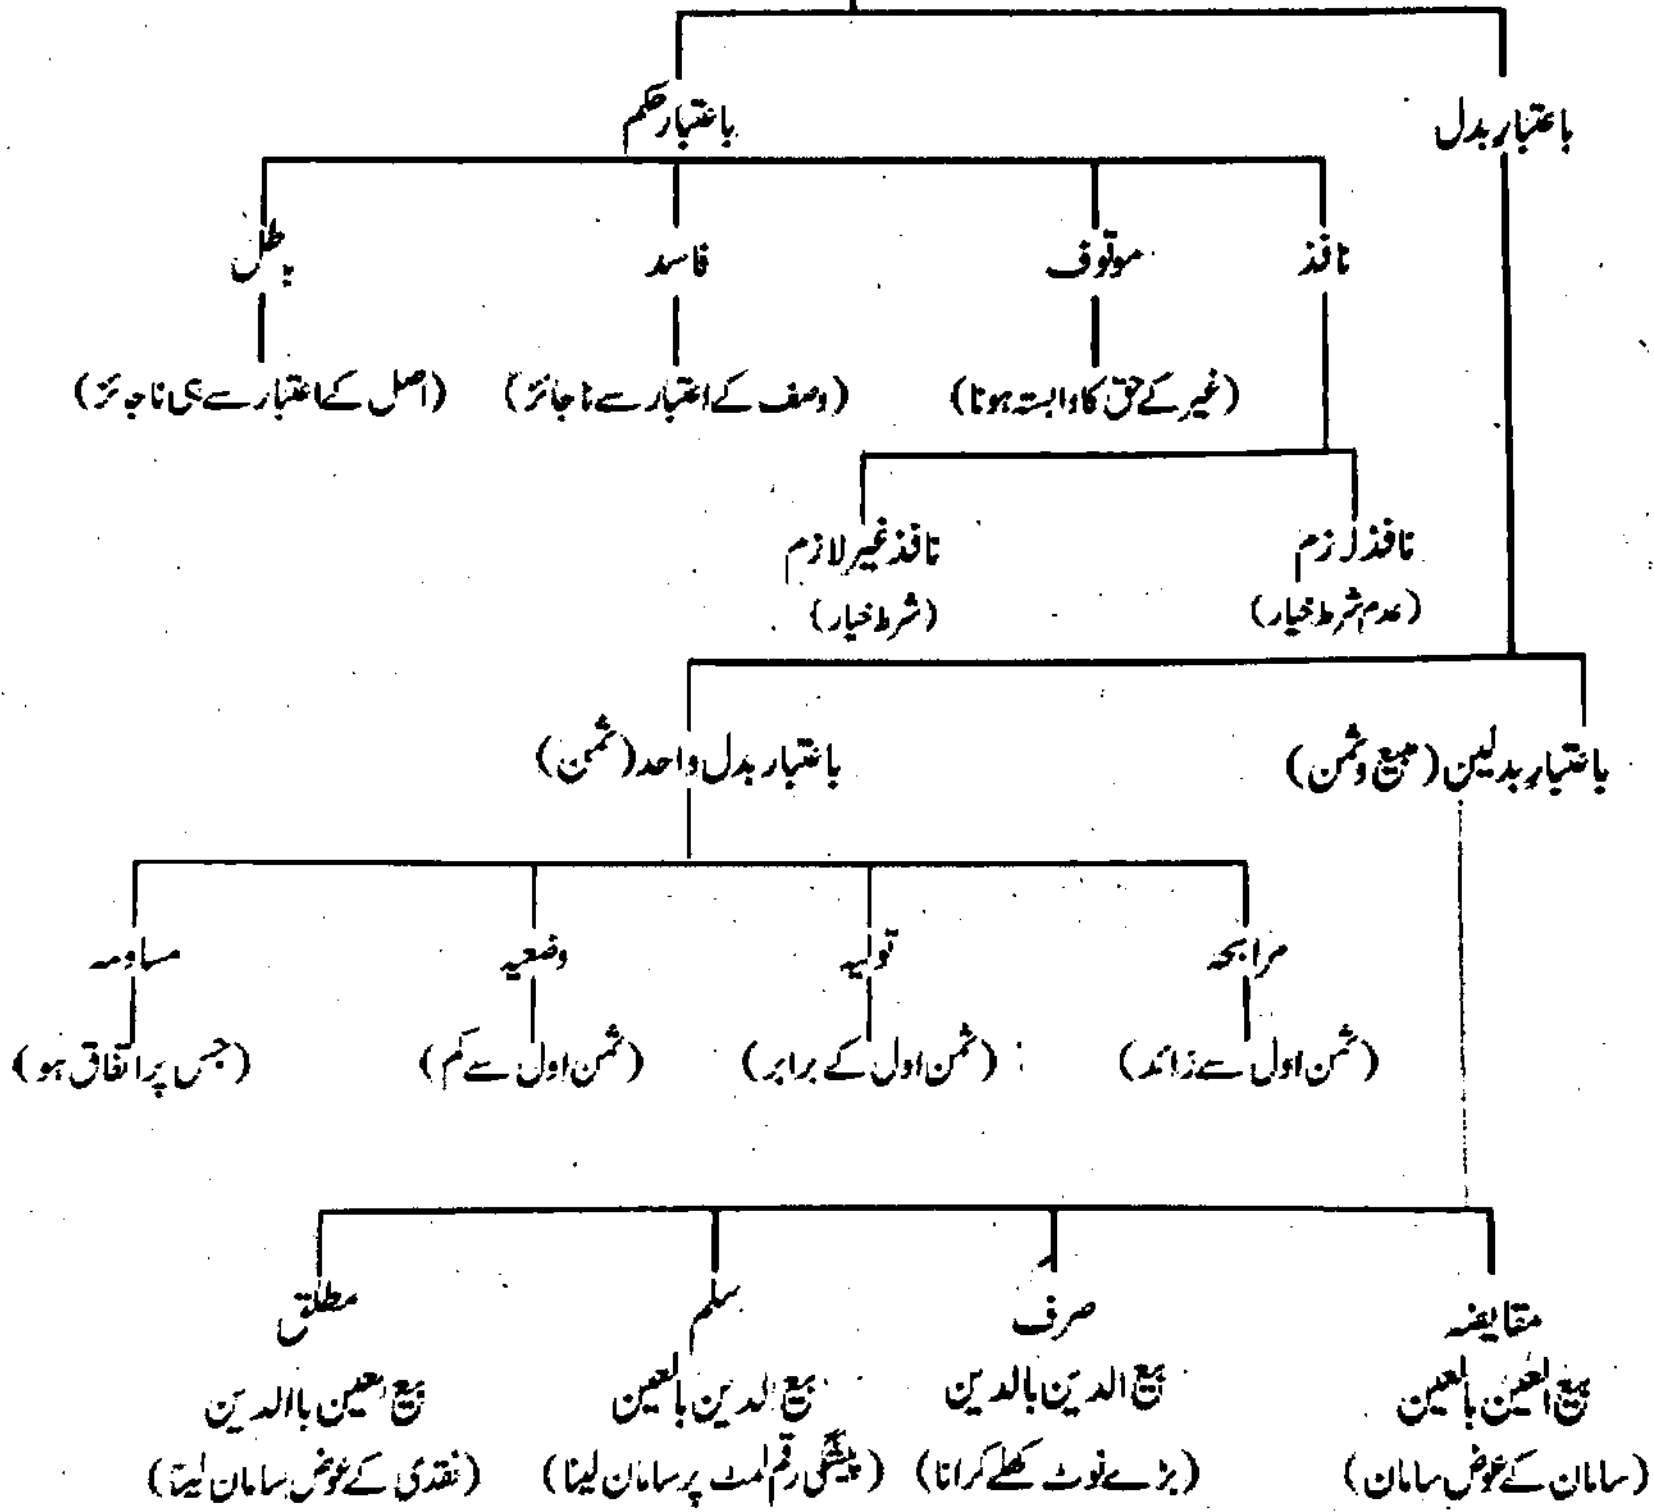 باعتبار بدل
باعتبار حکم
نافذ
موقوف
فاسد
باطل
(غیر کے حق کا وابستہ ہونا)
(وصف کے اعتبار سے ناجائز)
(اصل کے اعتبار سے ہی ناجائز)
نافذ لازم
نافذ غیر لازم
(عدم شرط خیار)
(شرط خیار)
باعتبار بدلین (مبیع و ثمن)
باعتبار بدل واحد (ثمن)
مرابحہ
تولیہ
وضعیہ
مساومہ
(ثمن اول سے زائد)
(ثمن اول کے برابر)
(ثمن اول سے کم)
(جس پر اتفاق ہو)
مقایضہ
صرف
سلم
مطلق
بیع العین بالعین
بیع الدین بالدین
بیع الدین بالعین
بیع العین باالدین
(سامان کے عوض سامان)
(بڑے نوٹ کھلے کرانا)
(پیشگی رقم پر سامان لینا)
(نقدی کے عوض سامان لینا)